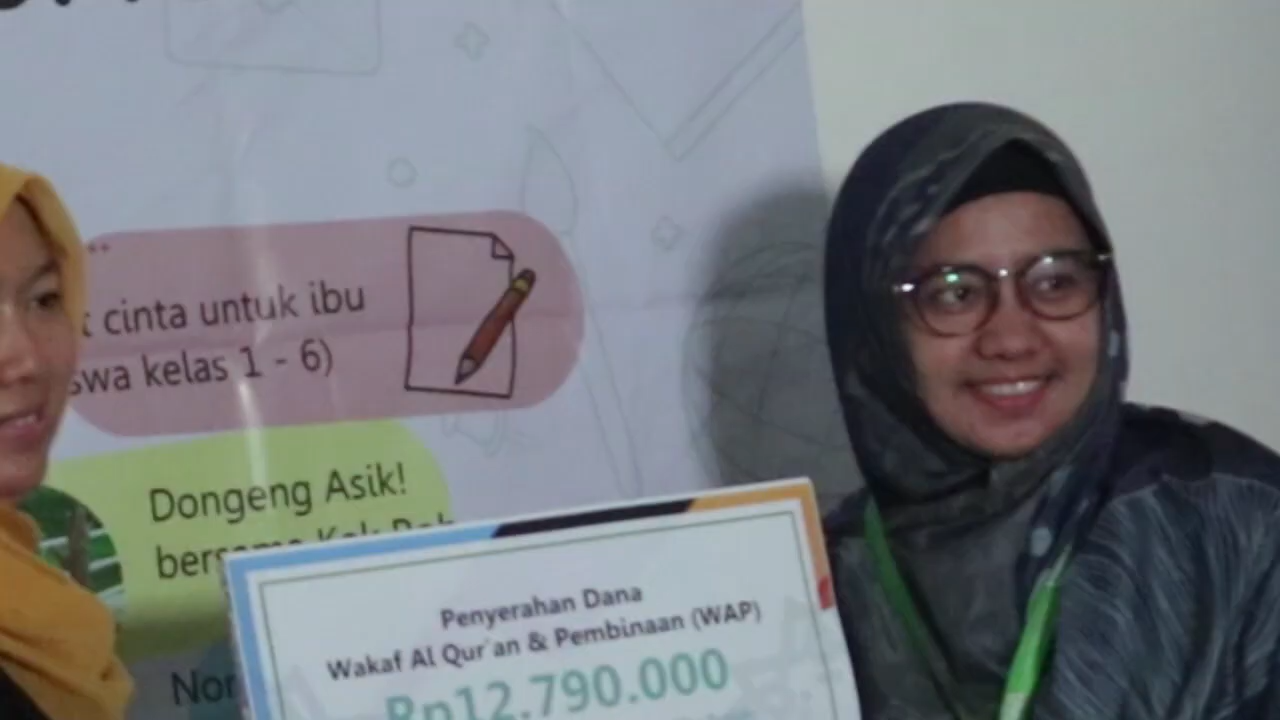 cinta untuk ibu
kelas 1 - 6)
Dongeng Asik!
Penyerahan Dana
Wakaf Al Qur'an & Pembinaan (WAP)
Rp12.790.000